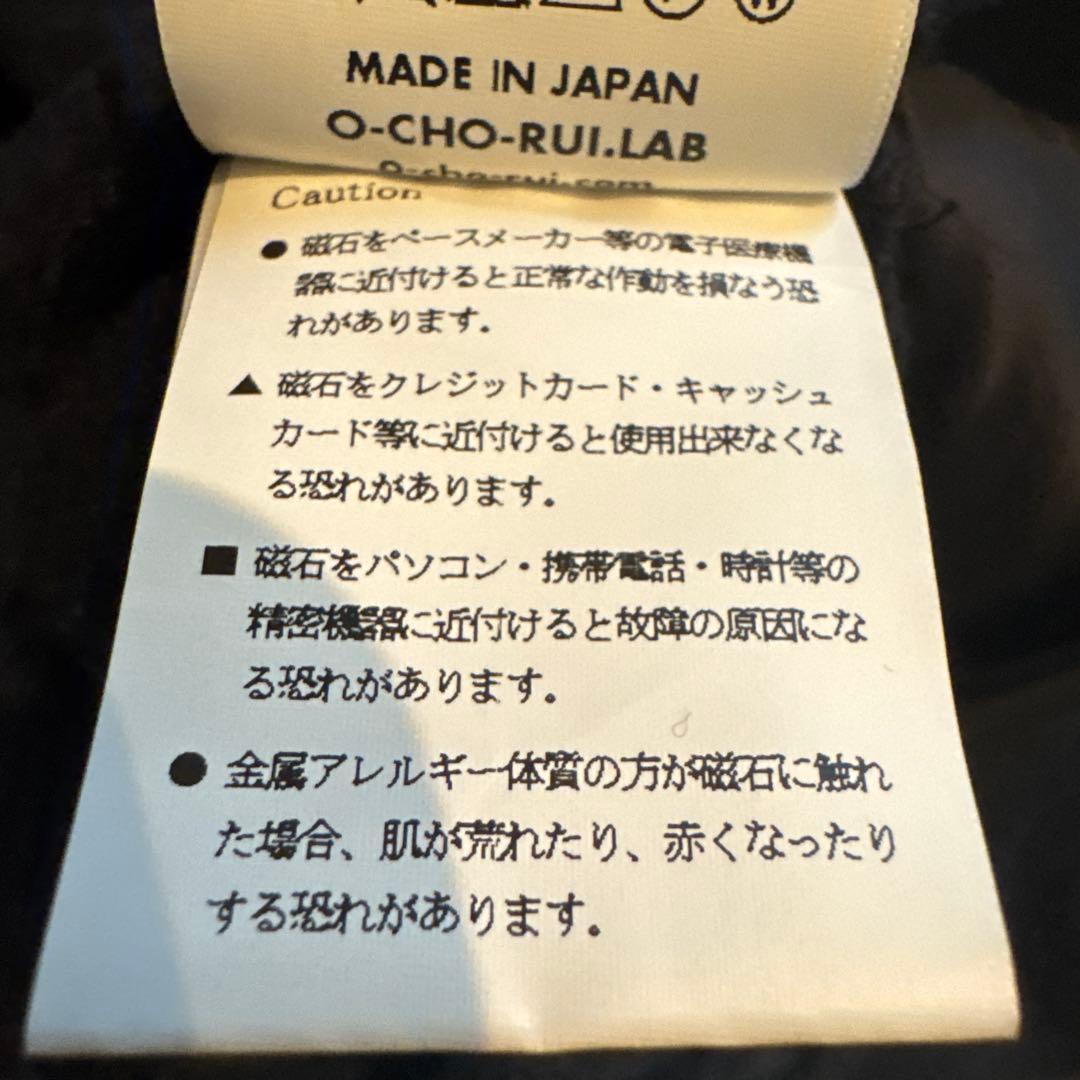 MADE IN JAPAN
O-CHO-RUI.LAB
o-cho-rui.com
Caution
● 磁石をペースメーカー等の電子医療機
器に近付けると正常な作動を損なう恐
れがあります。
▲ 磁石をクレジットカード・キャッシュ
カード等に近付けると使用出来なくな
る恐れがあります。
■ 磁石をパソコン・携帯電話・時計等の
精密機器に近付けると故障の原因にな
る恐れがあります。
● 金属アレルギー体質の方が磁石に触れ
た場合、肌が荒れたり、赤くなったり
する恐れがあります。